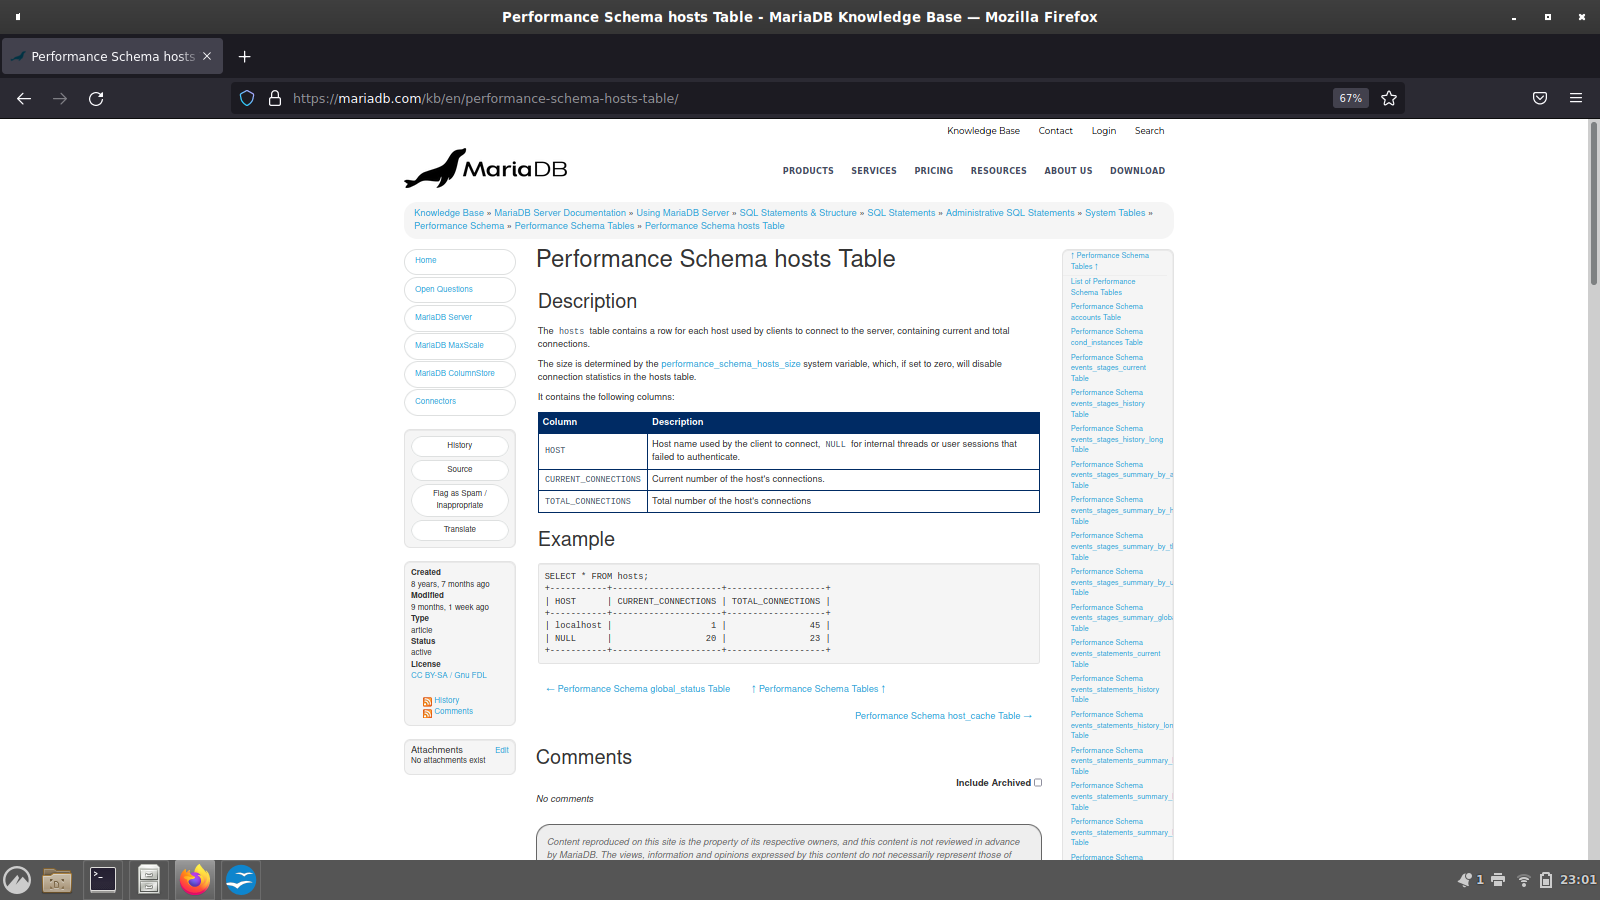 Performance Schema hosts Table - MariaDB Knowledge Base — Mozilla Firefox
Performance Schema hosts
https://mariadb.com/kb/en/performance-schema-hosts-table/
67%
Knowledge Base Contact Login Search
MariaDB
PRODUCTS SERVICES PRICING RESOURCES ABOUT US DOWNLOAD
Knowledge Base » MariaDB Server Documentation » Using MariaDB Server » SQL Statements & Structure » SQL Statements » Administrative SQL Statements » System Tables »
Performance Schema » Performance Schema Tables » Performance Schema hosts Table
Home
Open Questions
MariaDB Server
MariaDB MaxScale
MariaDB ColumnStore
Connectors
History
Source
Flag as Spam /
Inappropriate
Translate
Created
8 years, 7 months ago
Modified
9 months, 1 week ago
Type
article
Status
active
License
CC BY-SA / Gnu FDL
History
Comments
Attachments Edit
No attachments exist
Performance Schema hosts Table
Description
The hosts table contains a row for each host used by clients to connect to the server, containing current and total
connections.
The size is determined by the performance_schema_hosts_size system variable, which, if set to zero, will disable
connection statistics in the hosts table.
It contains the following columns:
Column Description
HOST Host name used by the client to connect, NULL for internal threads or user sessions that
failed to authenticate.
CURRENT_CONNECTIONS Current number of the host's connections.
TOTAL_CONNECTIONS Total number of the host's connections
Example
SELECT * FROM hosts;
+-----------+---------------------+-------------------+
| HOST      | CURRENT_CONNECTIONS | TOTAL_CONNECTIONS |
+-----------+---------------------+-------------------+
| localhost |                   1 |                45 |
| NULL      |                  20 |                23 |
+-----------+---------------------+-------------------+
← Performance Schema global_status Table ↑ Performance Schema Tables ↑
Performance Schema host_cache Table →
Comments
Include Archived
No comments
Content reproduced on this site is the property of its respective owners, and this content is not reviewed in advance
by MariaDB. The views, information and opinions expressed by this content do not necessarily represent those of
↑ Performance Schema
Tables ↑
List of Performance
Schema Tables
Performance Schema
accounts Table
Performance Schema
cond_instances Table
Performance Schema
events_stages_current
Table
Performance Schema
events_stages_history
Table
Performance Schema
events_stages_history_long
Table
Performance Schema
events_stages_summary_by_a
Table
Performance Schema
events_stages_summary_by_h
Table
Performance Schema
events_stages_summary_by_t
Table
Performance Schema
events_stages_summary_by_u
Table
Performance Schema
events_stages_summary_glob
Table
Performance Schema
events_statements_current
Table
Performance Schema
events_statements_history
Table
Performance Schema
events_statements_history_lon
Table
Performance Schema
events_statements_summary_
Table
Performance Schema
events_statements_summary_
Table
Performance Schema
events_statements_summary_
Table
Performance Schema
1
23:01